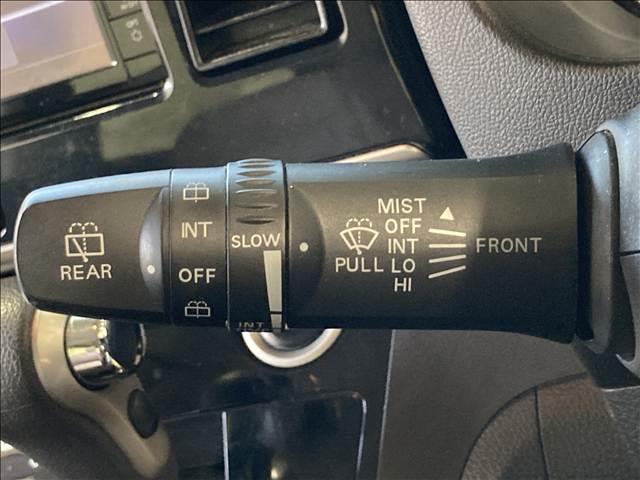 REAR
INT
OFF
SLOW
INT
PULL
MIST
OFF
INT
LO
HI
FRONT